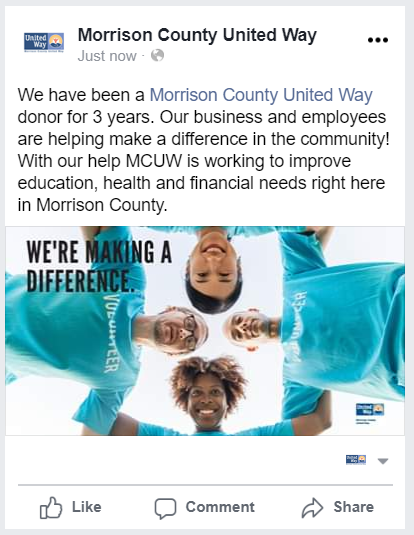 United Way
Morrison County United Way
Just now ·
We have been a Morrison County United Way
donor for 3 years. Our business and employees
are helping make a difference in the community!
With our help MCUW is working to improve
education, health and financial needs right here
in Morrison County.
WE'RE MAKING A
DIFFERENCE.
VOLUNTEER
United Way
United Way
Like Comment Share